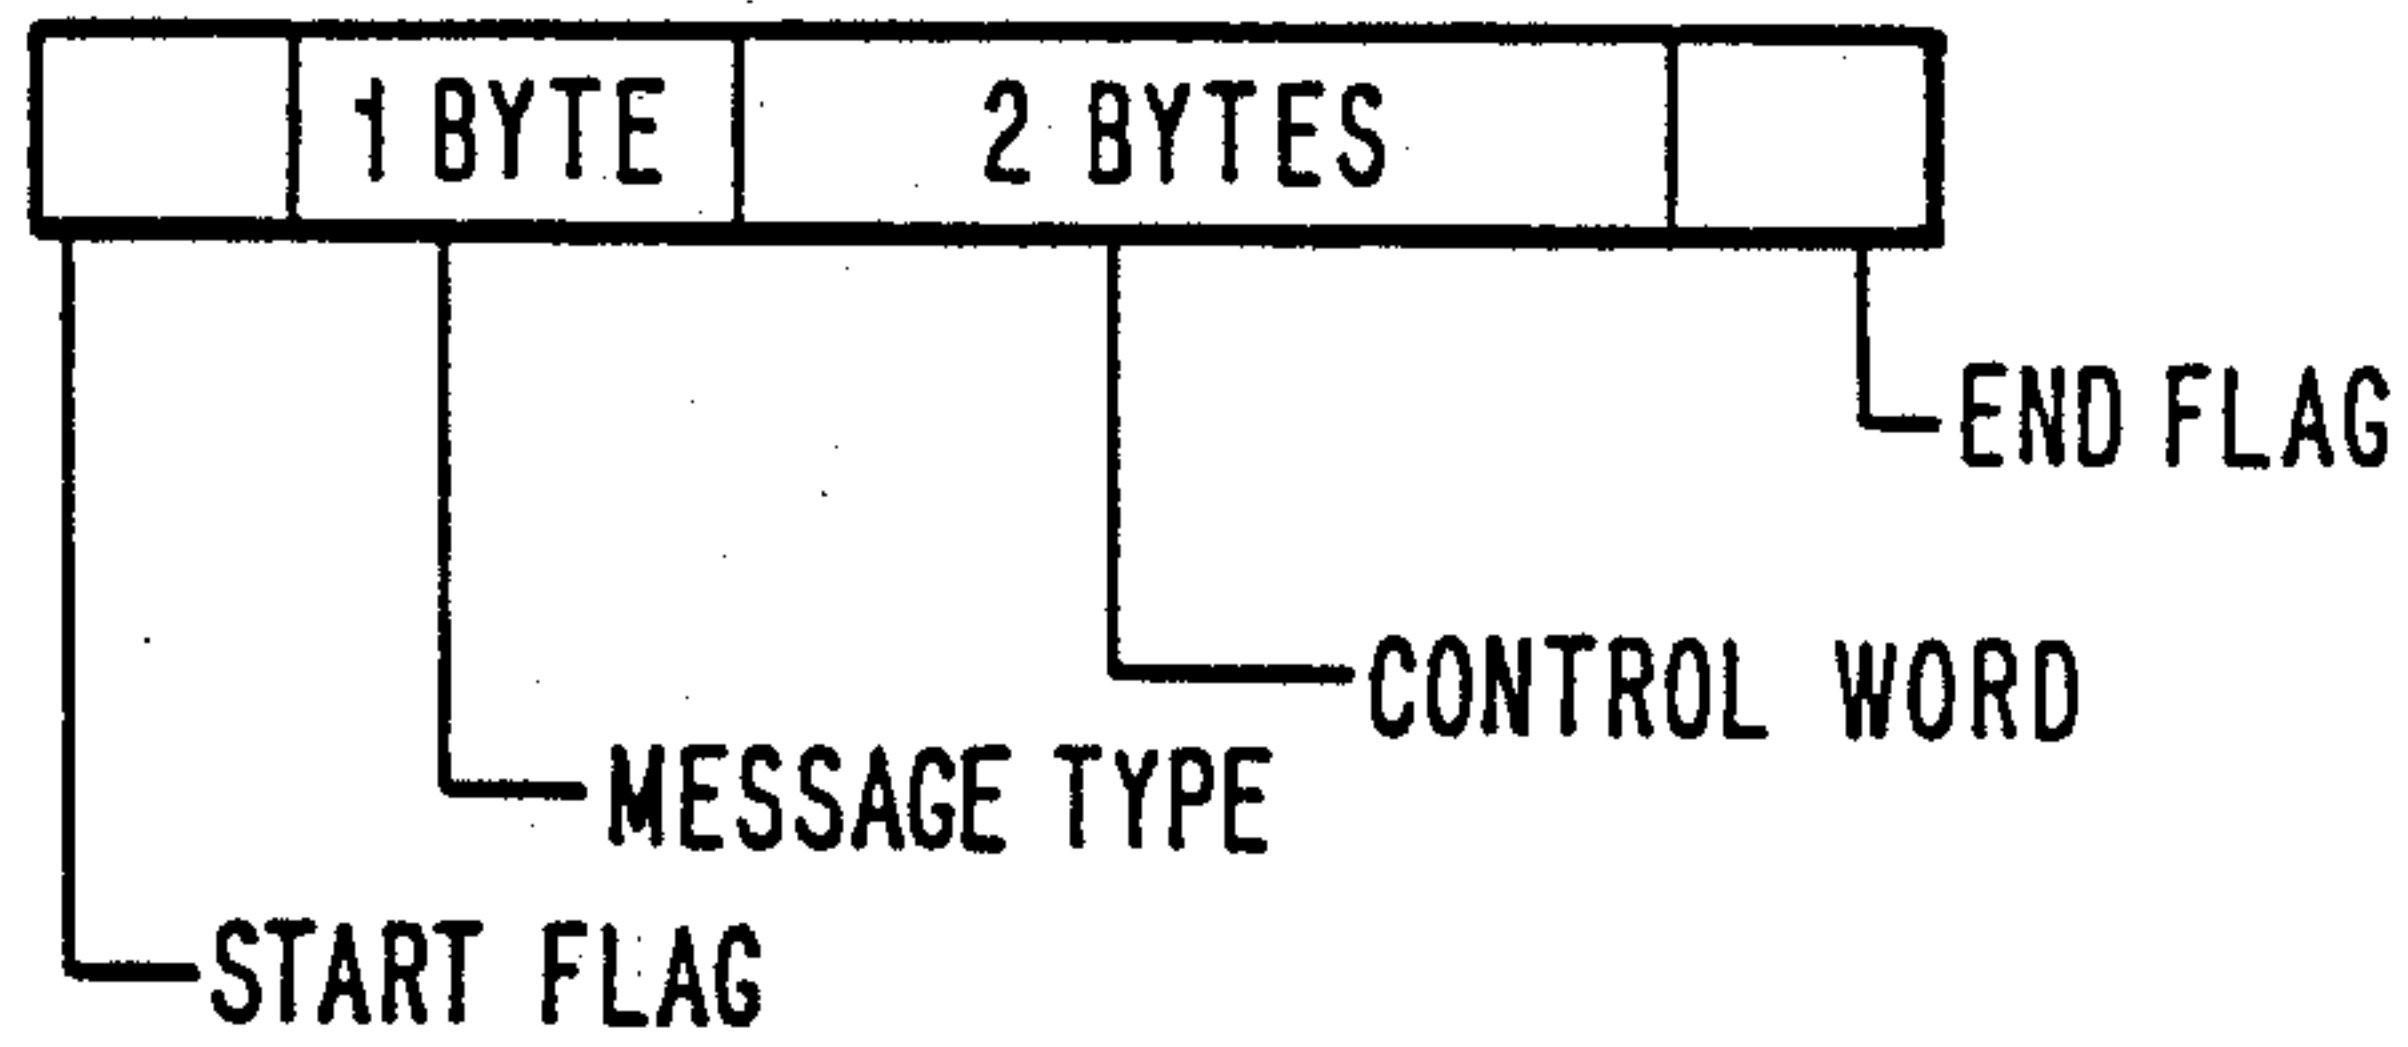 1 BYTE 2 BYTES
END FLAG
CONTROL WORD
MESSAGE TYPE
START FLAG